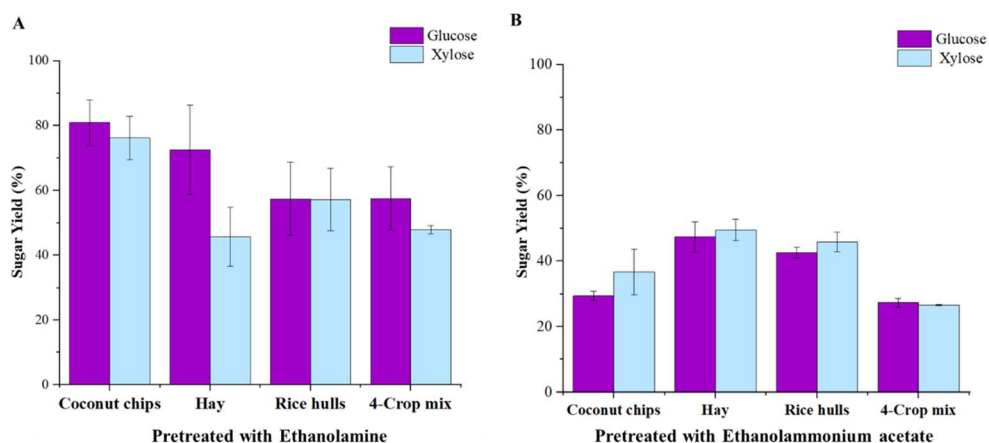 A
Glucose
Xylose
100
80
60
40
20
0
Sugar Yield (%)
Coconut chips Hay Rice hulls 4-Crop mix
Pretreated with Ethanolamine
B
Glucose
Xylose
100
80
60
40
20
0
Sugar Yield (%)
Coconut chips Hay Rice hulls 4-Crop mix
Pretreated with Ethanolammonium acetate